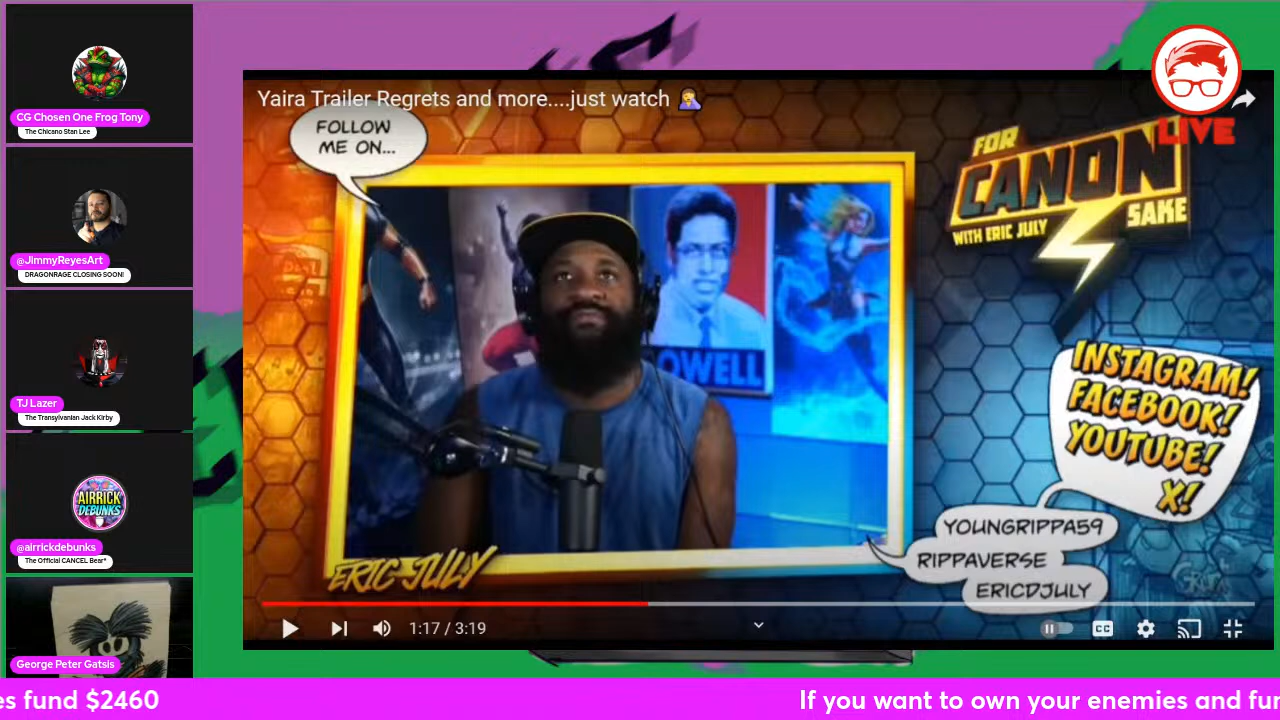 CG Chosen One Frog Tony
The Chicano Stan Lee
@JimmyReyesArt
DRAGONRAGE CLOSING SOON!
TJ Lazer
The Transylvanian Jack Kirby
AIRRICK
DEBUNKS
@airrickdebunks
The Official CANCEL Bear*
George Peter Gatsis
Yaira Trailer Regrets and more....just watch
FOLLOW
ME ON...
LIVE
FOR
CANON
SAKE
WITH ERIC JULY
OWELL
INSTAGRAM!
FACEBOOK!
YOUTUBE!
X!
YOUNGRIPPA59
RIPPAVERSE
ERICDJULY
ERIC JULY
1:17 / 3:19
CC
es fund $2460
If you want to own your enemies and fur